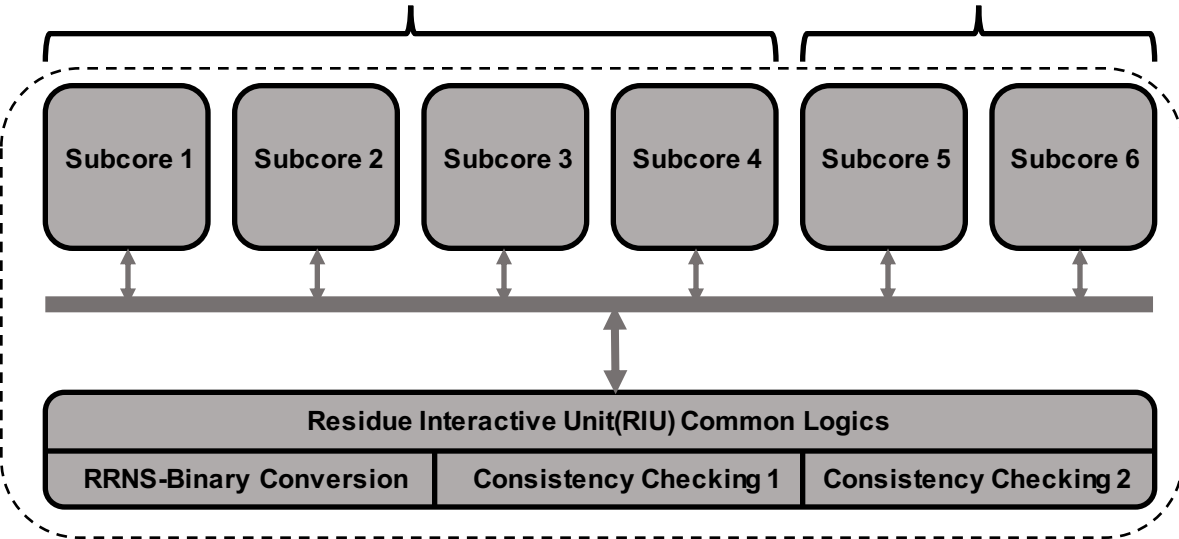 Subcore 1
Subcore 2
Subcore 3
Subcore 4
Subcore 5
Subcore 6
Residue Interactive Unit(RIU) Common Logics
RRNS-Binary Conversion
Consistency Checking 1
Consistency Checking 2